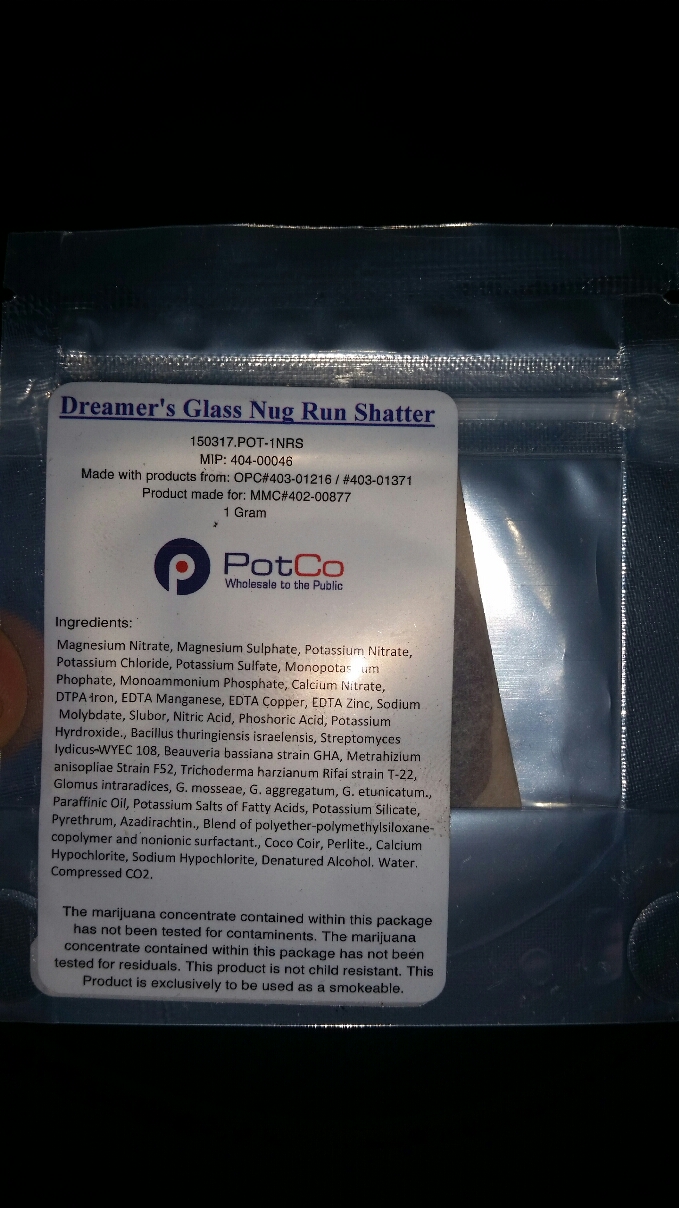 Dreamer's Glass Nug Run Shatter
150317.POT-1NRS
MIP: 404-00046
Made with products from: OPC#403-01216 / #403-01371
Product made for: MMC#402-00877
1 Gram
PotCo
Wholesale to the Public
Ingredients:
Magnesium Nitrate, Magnesium Sulphate, Potassium Nitrate,
Potassium Chloride, Potassium Sulfate,
Phophate, Monoammonium Phosphate, Calcium Nitrate,
DTPA Iron, EDTA Manganese, EDTA Copper, EDTA Zinc, Sodium
Molybdate, Slubor, Nitric Acid, Phoshoric Acid, Potassium
Hyrdroxide., Bacillus thuringiensis israelensis, Streptomyces
lydicus-WYEC 108, Beauveria bassiana strain GHA, Metrahizium
anisopliae Strain F52, Trichoderma harzianum Rifai strain T-22,
Glomus intraradices, G. mosseae, G. aggregatum, G. etunicatum.,
Paraffinic Oil, Potassium Salts of Fatty Acids, Potassium Silicate,
Pyrethrum, Azadirachtin., Blend of polyether-polymethylsiloxane-
copolymer and nonionic surfactant., Coco Coir, Perlite., Calcium
Hypochlorite, Sodium Hypochlorite, Denatured Alcohol. Water.
Compressed CO2.
The marijuana concentrate contained within this package
has not been tested for contaminents. The marijuana
concentrate contained within this package has not been
tested for residuals. This product is not child resistant. This
Product is exclusively to be used as a smokeable.